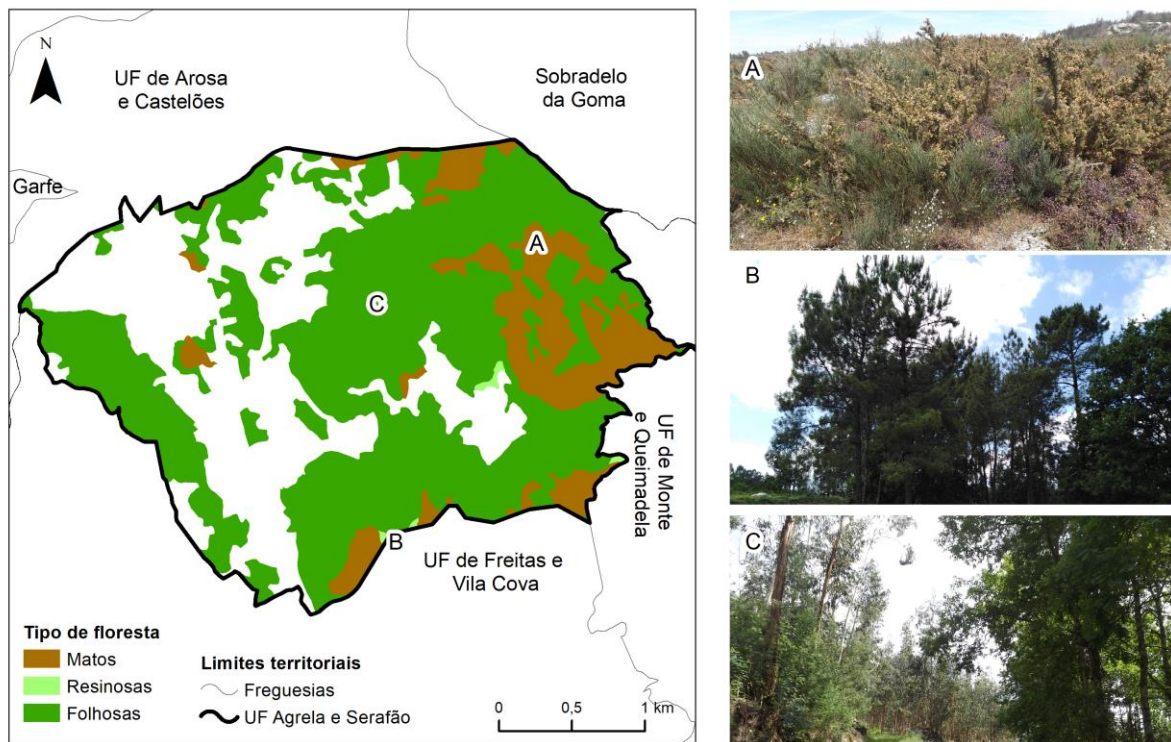 N
UF de Arosa
e Castelões
Sobradelo
da Goma
Garfe
A
C
B
UF de Monte
e Queimadela
UF de Freitas e
Vila Cova
Tipo de floresta
Matos
Resinosas
Folhosas
Limites territoriais
Freguesias
UF Agrela e Serafão
0 0,5 1 km
A
B
C